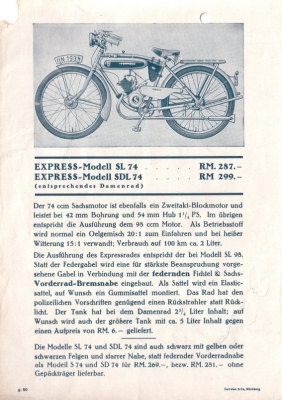 EXPRESS-Modell SL 74 . . . . . RM. 287.-
EXPRESS-Modell SDL 74 . . . . RM 299.-
(entsprechendes Damenrad)
Der 74 ccm Sachsmotor ist ebenfalls ein Zweitakt-Blockmotor und
leistet bei 42 mm Bohrung und 54 mm Hub 1¼ PS. Im übrigen
entspricht die Ausführung dem 98 ccm Motor. Als Betriebsstoff
wird normal ein Oelgemisch 20:1 zum Einfahren und bei heißer
Witterung 15:1 verwandt; Verbrauch auf 100 km ca. 2 Liter.
Die Ausführung des Expressrades entspricht der bei Modell SL 98.
Statt der Federgabel wird eine für stärkste Beanspruchung vorge-
sehene Gabel in Verbindung mit der federnden Fichtel & Sachs-
Vorderrad-Bremsnabe eingebaut. Als Sattel wird ein Elastic-
sattel, auf Wunsch ein Gummisattel montiert. Das Rad hat den
polizeilichen Vorschriften genügend einen Rückstrahler statt Rück-
licht. Der Tank hat bei dem Damenrad 2½ Liter Inhalt; auf
Wunsch wird auch der größere Tank mit ca. 5 Liter Inhalt gegen
einen Aufpreis von RM. 6.- geliefert.
Die Modelle SL 74 und SDL 74 sind auch schwarz mit gelben oder
schwarzen Felgen und starrer Nabe, statt federnder Vorderradnabe
als Modell S 74 und SD 74 für RM. 269.-, bezw. RM. 281.- ohne
Gepäckträger lieferbar.